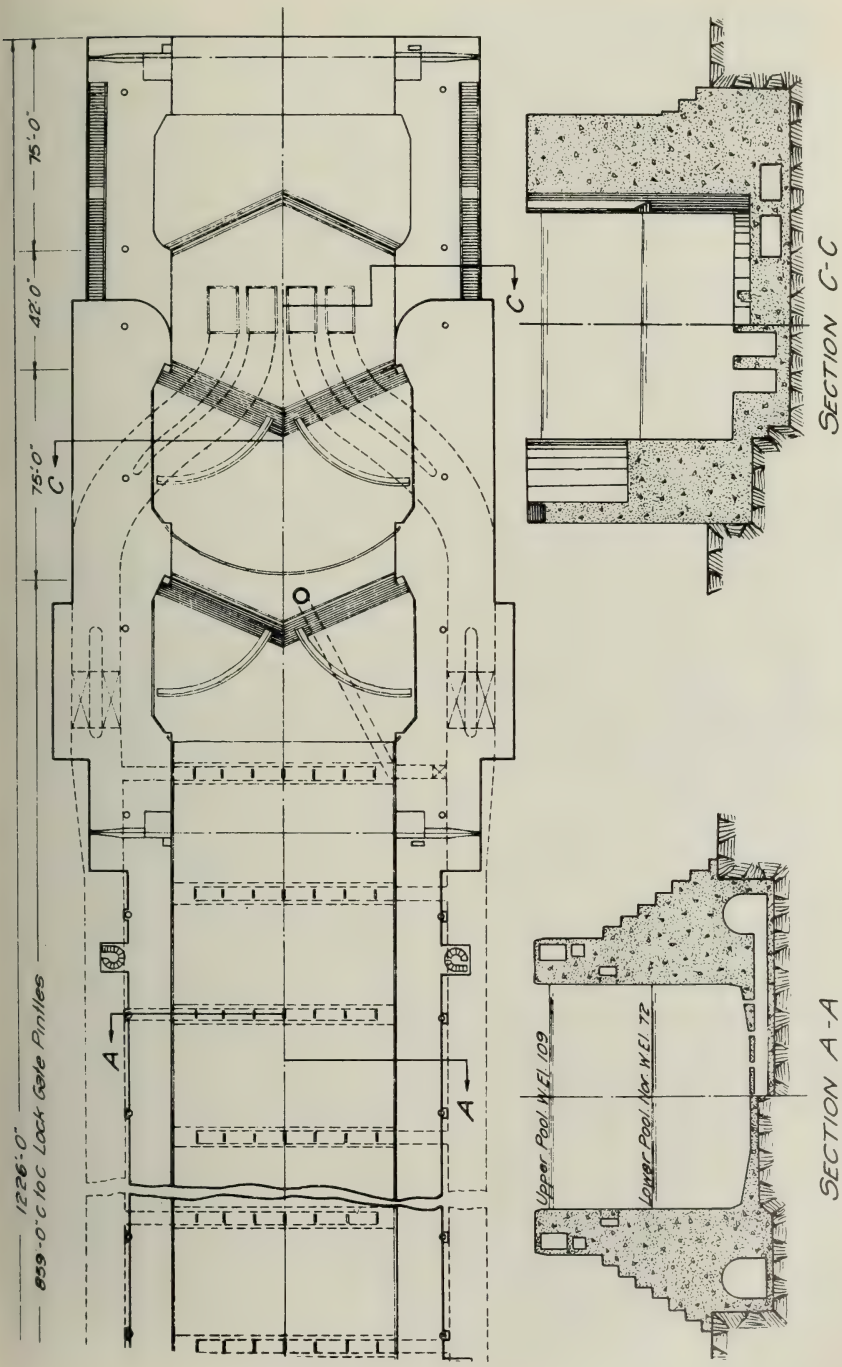 1226'-0"
859'-0" C to C Lock Gate Pintles
75'-0"
42'-0"
75'-0"
C
C
A
A
Upper Pool. W. El. 109
Lower Pool. Nor. W. El. 72
SECTION A-A
SECTION C-C